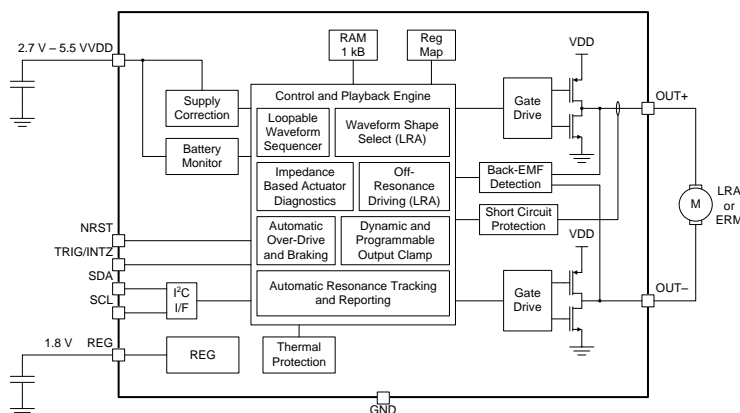 RAM
1 kB
Reg
Map
2.7 V – 5.5 VVDD
VDD
OUT+
Supply
Correction
Battery
Monitor
Control and Playback Engine
Loopable
Waveform
Sequencer
Waveform Shape
Select (LRA)
Impedance
Based Actuator
Diagnostics
Off-
Resonance
Driving (LRA)
Automatic
Over-Drive
and Braking
Dynamic and
Programmable
Output Clamp
Automatic Resonance Tracking
and Reporting
Gate
Drive
Back-EMF
Detection
Short Circuit
Protection
M
LRA
or
ERM
NRST
TRIG/INTZ
SDA
SCL
I²C
I/F
VDD
Gate
Drive
OUT–
1.8 V
REG
REG
Thermal
Protection
GND